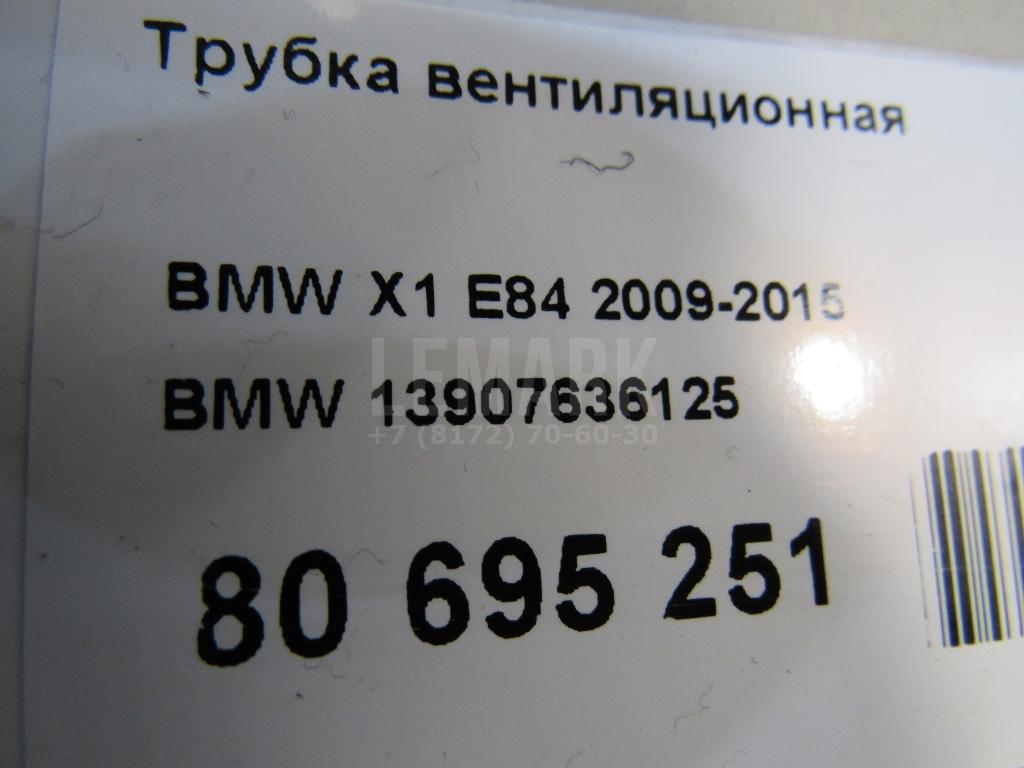 Трубка вентиляционная
BMW X1 E84 2009-2015
LEMARK
BMW 13907636125
+7 (8172) 70-60-30
80 695 251